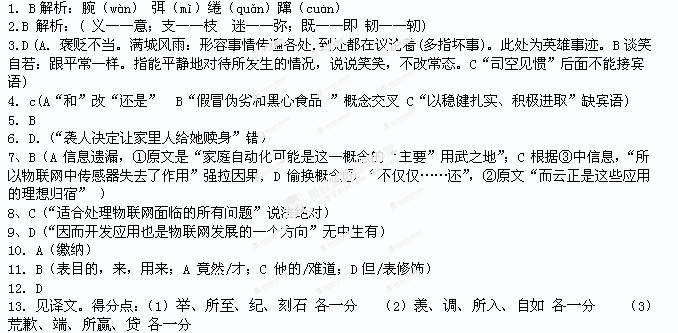 1. B解析：腕（wàn） 弭（mǐ）绻（quǎn）蹿（cuān）
2.B 解析：( 义一一意；支一一枝 迷一一弥；既一一即 韧一一韧)
3.D(A. 褒贬不当。满城风雨：形容事情传遍各处,到处都在议论着(多指坏事)。此处为英雄事迹。B 谈笑
自若：跟平常一样。指能平静地对待所发生的情况，说说笑笑，不改常态。C“司空见惯”后面不能接宾
语)
4. c(A“和”改“还是” B“假冒伪劣和黑心食品 ”概念交叉 C“以稳健扎实、积极进取”缺宾语)
5. B
6. D.（“袭人决定让家里人给她赎身”错）
7、B（A 信息遗漏，①原文是“家庭自动化可能是这一概念的“主要”用武之地”；C 根据③中信息，“所
以物联网中传感器失去了作用”强拉因果，D 偷换概念，“不仅仅……还”，②原文“而云正是这些应用
的理想归宿” ）
8、C（“适合处理物联网面临的所有问题”说法绝对）
9、D（“因而开发应用也是物联网发展的一个方向”无中生有）
10. A（缴纳）
11. B（表目的，来，用来；A 竟然/才；C 他的/难道；D 但/表修饰）
12. D
13. 见译文。得分点：（1）举、所至、纪、刻石 各一分 （2）羡、调、所入、自如 各一分 （3）
荒歉、端、所赢、贷 各一分